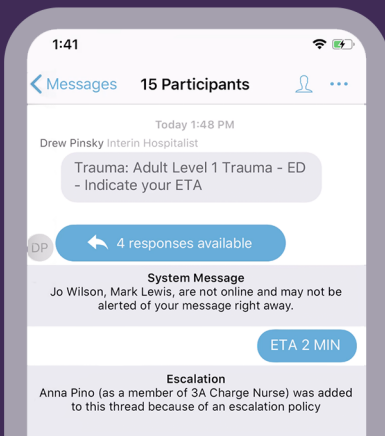 1:41
Messages
15 Participants
Today 1:48 PM
Drew Pinsky Interin Hospitalist
Trauma: Adult Level 1 Trauma - ED
- Indicate your ETA
DP
4 responses available
System Message
Jo Wilson, Mark Lewis, are not online and may not be
alerted of your message right away.
ETA 2 MIN
Escalation
Anna Pino (as a member of 3A Charge Nurse) was added
to this thread because of an escalation policy